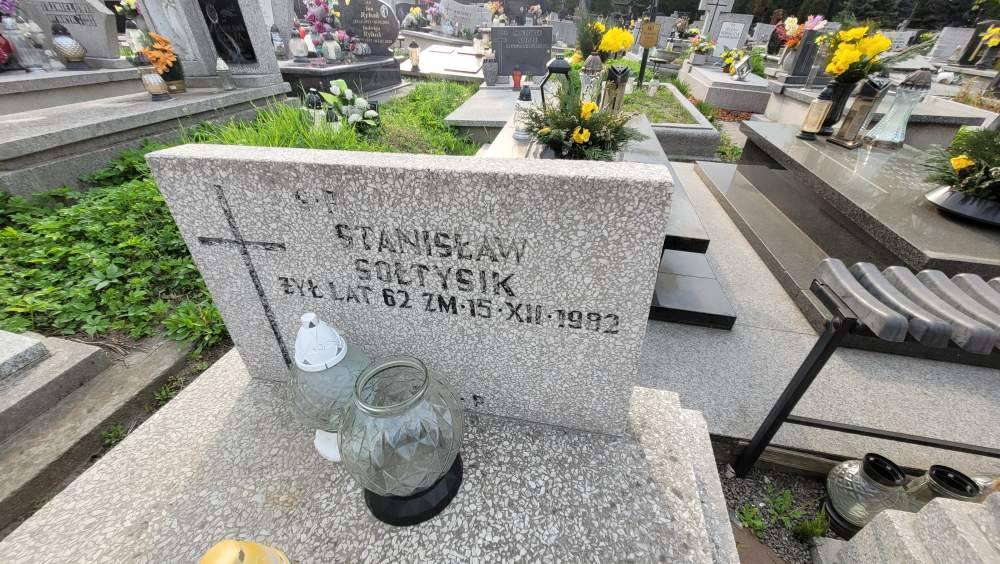 Ś.P.
STANISŁAW
SOŁTYSIK
ŻYŁ LAT 62 ZM·15·XII·1982